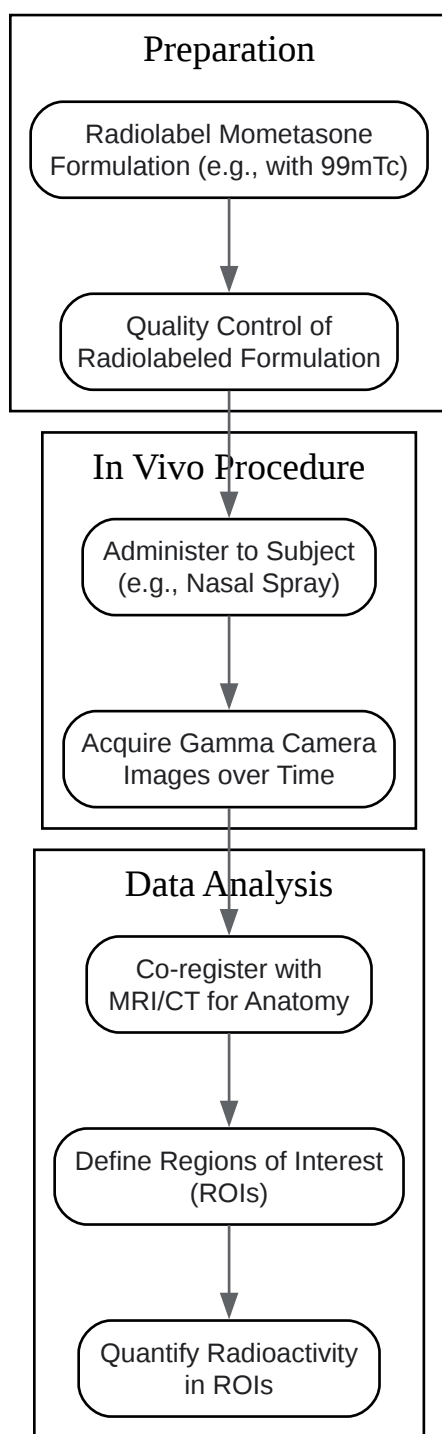 Preparation
Radiolabel Mometasone
Formulation (e.g., with 99mTc)
Quality Control of
Radiolabeled Formulation
In Vivo Procedure
Administer to Subject
(e.g., Nasal Spray)
Acquire Gamma Camera
Images over Time
Data Analysis
Co-register with
MRI/CT for Anatomy
Define Regions of Interest
(ROIs)
Quantify Radioactivity
in ROIs